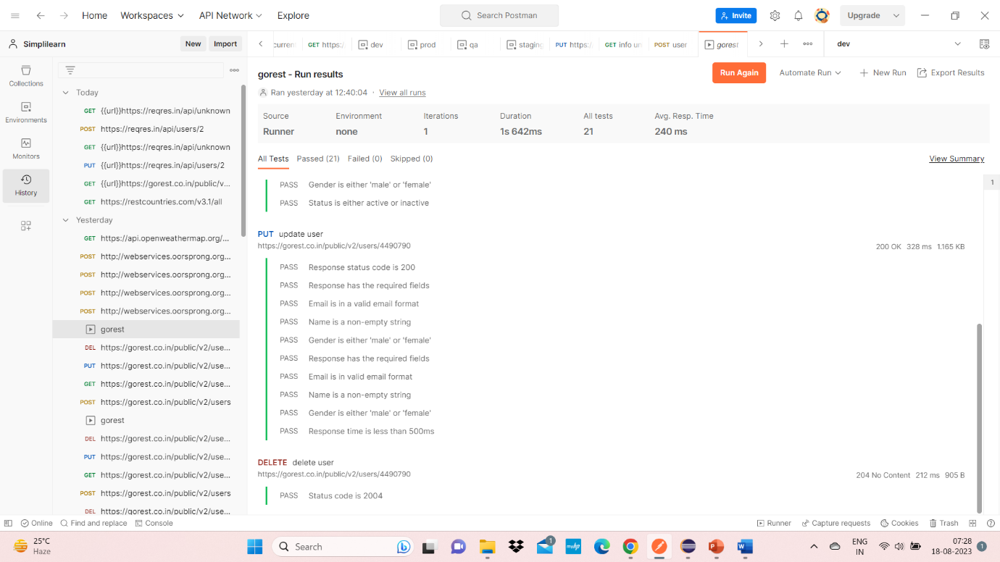 Home Workspaces API Network Explore Search Postman Invite Upgrade
Simplilearn New Import curren GET https:/ dev prod qa staging PUT https:/ GET info un POST user gorest dev
Collections
Environments
Monitors
History
Today
GET {{url}}https://reqres.in/api/unknown
POST https://reqres.in/api/users/2
GET {{url}}https://reqres.in/api/unknown
PUT {{url}}https://reqres.in/api/users/2
GET {{url}}https://gorest.co.in/public/v...
GET https://restcountries.com/v3.1/all
Yesterday
GET https://api.openweathermap.org/...
POST http://webservices.oorsprong.org...
POST http://webservices.oorsprong.org...
POST http://webservices.oorsprong.org...
POST http://webservices.oorsprong.org...
gorest
DEL https://gorest.co.in/public/v2/use...
PUT https://gorest.co.in/public/v2/use...
GET https://gorest.co.in/public/v2/use...
POST https://gorest.co.in/public/v2/users
gorest
DEL https://gorest.co.in/public/v2/use...
PUT https://gorest.co.in/public/v2/use...
GET https://gorest.co.in/public/v2/use...
POST https://gorest.co.in/public/v2/users
DEL https://gorest.co.in/public/v2/use...
gorest - Run results Run Again Automate Run New Run Export Results
Ran yesterday at 12:40:04 · View all runs
Source Environment Iterations Duration All tests Avg. Resp. Time
Runner none 1 1s 642ms 21 240 ms
All Tests Passed (21) Failed (0) Skipped (0) View Summary
1
PASS Gender is either 'male' or 'female'
PASS Status is either active or inactive
PUT update user
https://gorest.co.in/public/v2/users/4490790 200 OK 328 ms 1.165 KB
PASS Response status code is 200
PASS Response has the required fields
PASS Email is in a valid email format
PASS Name is a non-empty string
PASS Gender is either 'male' or 'female'
PASS Response has the required fields
PASS Email is in valid email format
PASS Name is a non-empty string
PASS Gender is either 'male' or 'female'
PASS Response time is less than 500ms
DELETE delete user
https://gorest.co.in/public/v2/users/4490790 204 No Content 212 ms 905 B
PASS Status code is 2004
Online Find and replace Console Runner Capture requests Cookies Trash
25°C
Haze
Search
1
myhp
ENG
IN
07:28
18-08-2023
1